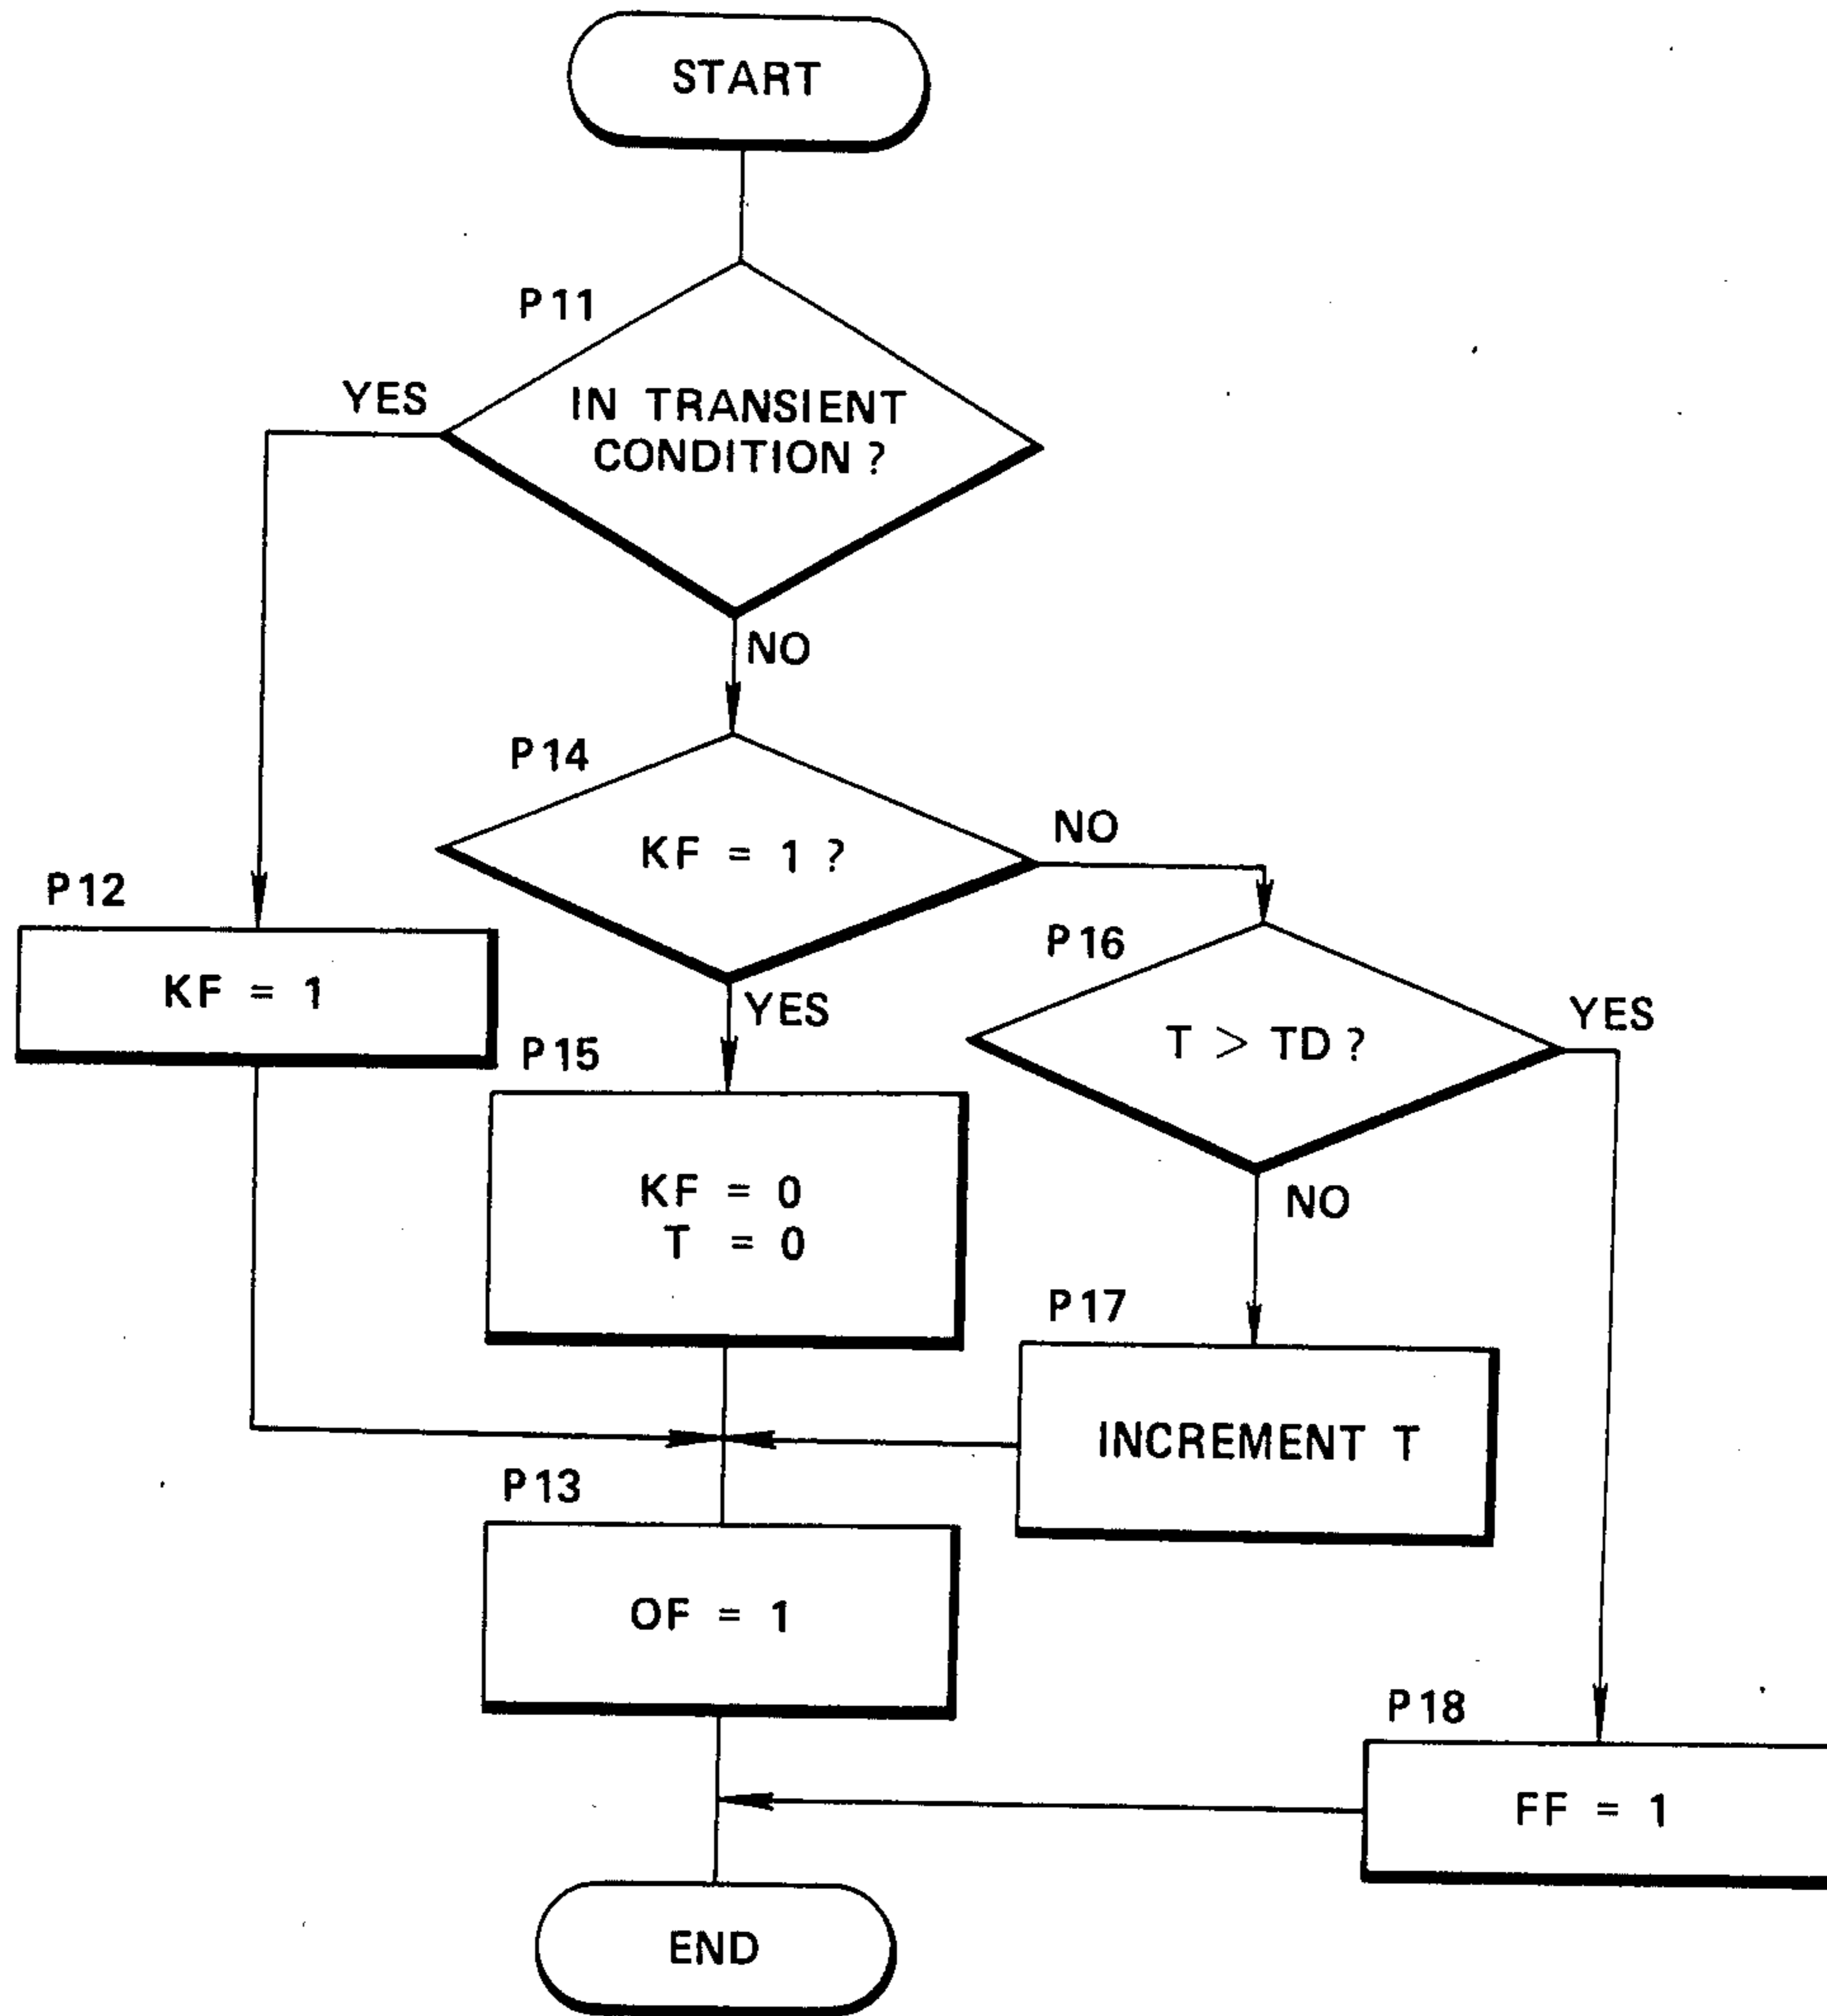 START
P11
YES
IN TRANSIENT
CONDITION ?
NO
P14
KF = 1 ?
NO
P12
KF = 1
P16
T > TD ?
YES
YES
P15
KF = 0
T = 0
NO
P17
INCREMENT T
P13
OF = 1
P18
FF = 1
END